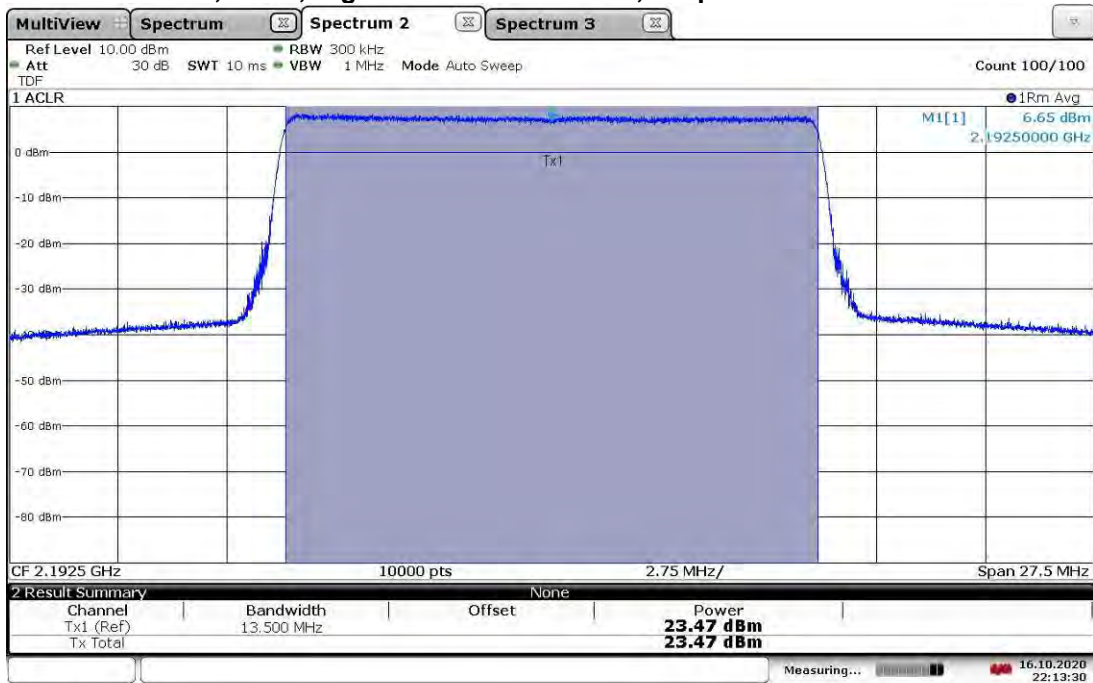 MultiView Spectrum Spectrum 2 Spectrum 3
Ref Level 10.00 dBm RBW 300 kHz
Att 30 dB SWT 10 ms VBW 1 MHz Mode Auto Sweep Count 100/100
TDF
1 ACLR 1Rm Avg
M1[1] 6.65 dBm
2.19250000 GHz
0 dBm
Tx1
-10 dBm
-20 dBm
-30 dBm
-50 dBm
-60 dBm
-70 dBm
-80 dBm
CF 2.1925 GHz 10000 pts 2.75 MHz/ Span 27.5 MHz
2 Result Summary None
Channel Bandwidth Offset Power
Tx1 (Ref) 13.500 MHz 23.47 dBm
Tx Total 23.47 dBm
Measuring... 16.10.2020
22:13:30